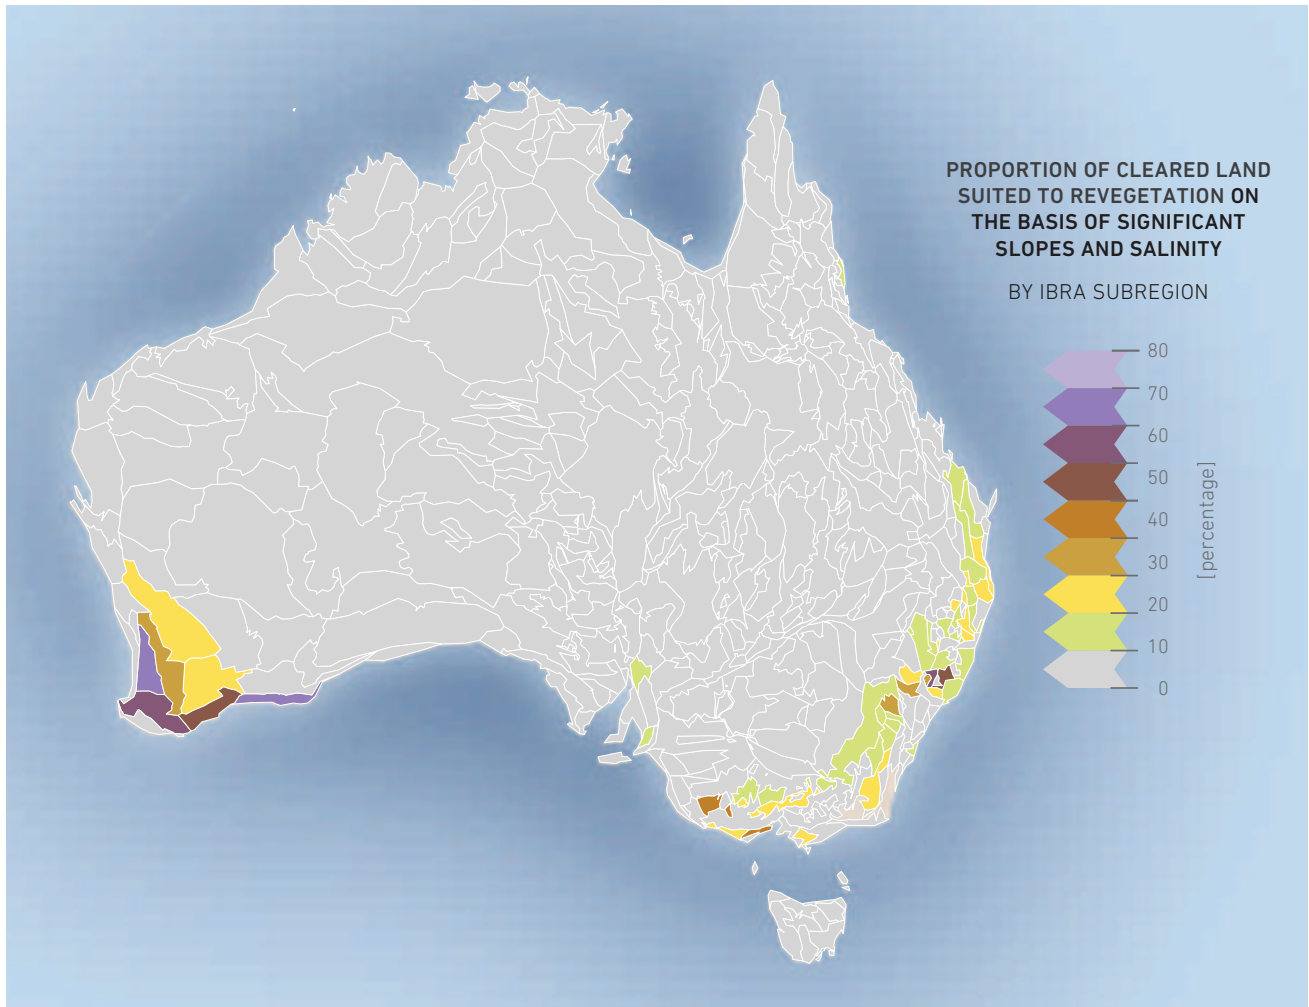 PROPORTION OF CLEARED LAND
SUITED TO REVEGETATION ON
THE BASIS OF SIGNIFICANT
SLOPES AND SALINITY
BY IBRA SUBREGION
80
70
60
50
40
30
20
10
0
[percentage]